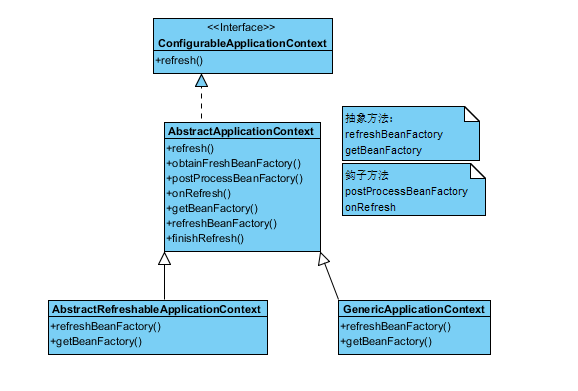 <<Interface>>
ConfigurableApplicationContext
+refresh()
AbstractApplicationContext
+refresh()
+obtainFreshBeanFactory()
+postProcessBeanFactory()
+onRefresh()
+getBeanFactory()
+refreshBeanFactory()
+finishRefresh()
抽象方法：
refreshBeanFactory
getBeanFactory
钩子方法
postProcessBeanFactory
onRefresh
AbstractRefreshableApplicationContext
+refreshBeanFactory()
+getBeanFactory()
GenericApplicationContext
+refreshBeanFactory()
+getBeanFactory()